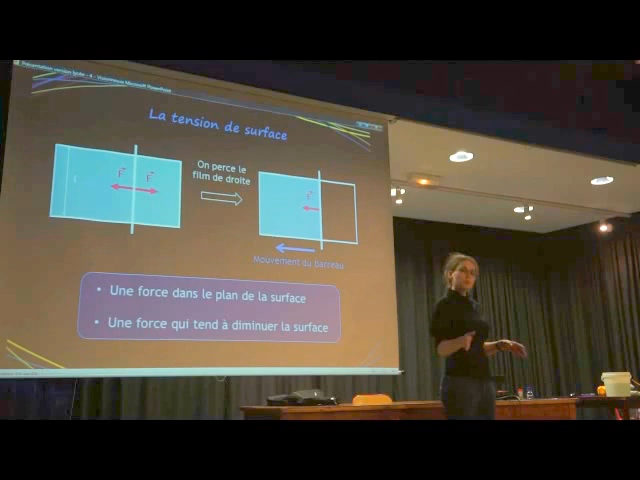 La tension de surface
F F
On perce le
film de droite
F
Mouvement du barreau
• Une force dans le plan de la surface
• Une force qui tend à diminuer la surface